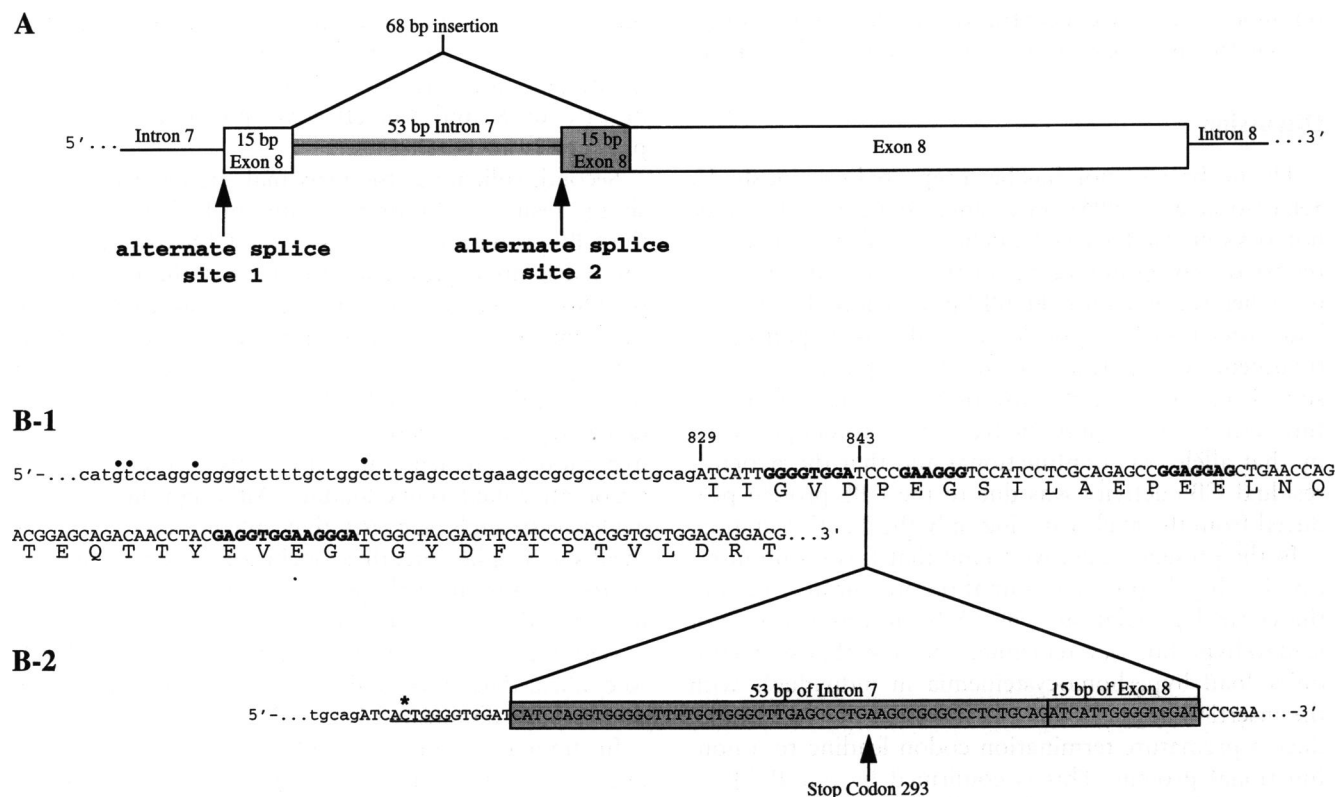 A
68 bp insertion
5'... Intron 7 15 bp Exon 8 53 bp Intron 7 15 bp Exon 8 Exon 8 Intron 8 ...3'
alternate splice site 1
alternate splice site 2
B-1
829 843
5'-...catgtccaggcggggcttttgctggccttgagccctgaagccgcgccctctgcagATCATTGGGGTGGATCCCGAAGGGTCCATCCTCGCAGAGCCGGAGGAGCTGAACCAG
I I G V D P E G S I L A E P E E L N Q
ACGGAGCAGACAACCTACGAGGTGGAAGGGATCGGCTACGACTTCATCCCCACGGTGCTGGACAGGACG...3'
T E Q T T Y E V E G I G Y D F I P T V L D R T
B-2
53 bp of Intron 7 15 bp of Exon 8
*
5'-...tgcagATCACTGGGGTGGATCATCCAGGTGGGGCTTTTGCTGGGCTTGAGCCCTGAAGCCGCGCCCTCTGCAGATCATTGGGGTGGATCCCGAA...-3'
Stop Codon 293